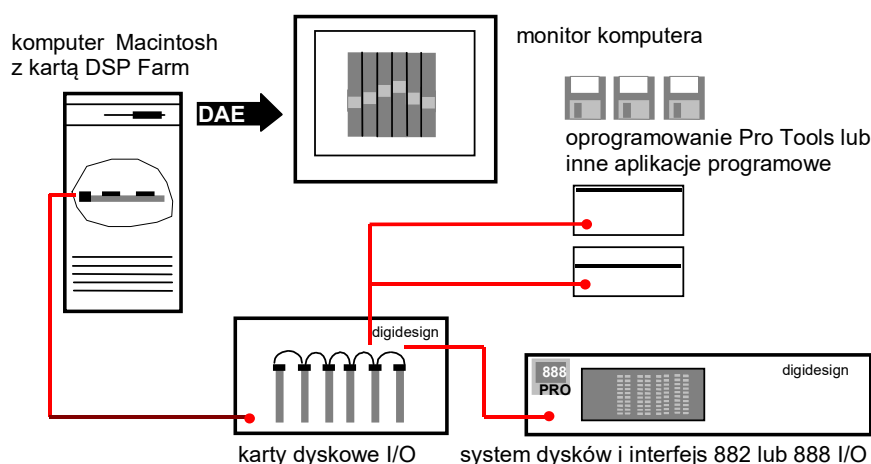 komputer Macintosh
z kartą DSP Farm
DAE
monitor komputera
oprogramowanie Pro Tools lub
inne aplikacje programowe
digidesign
karty dyskowe I/O
888
PRO
digidesign
system dysków i interfejs 882 lub 888 I/O